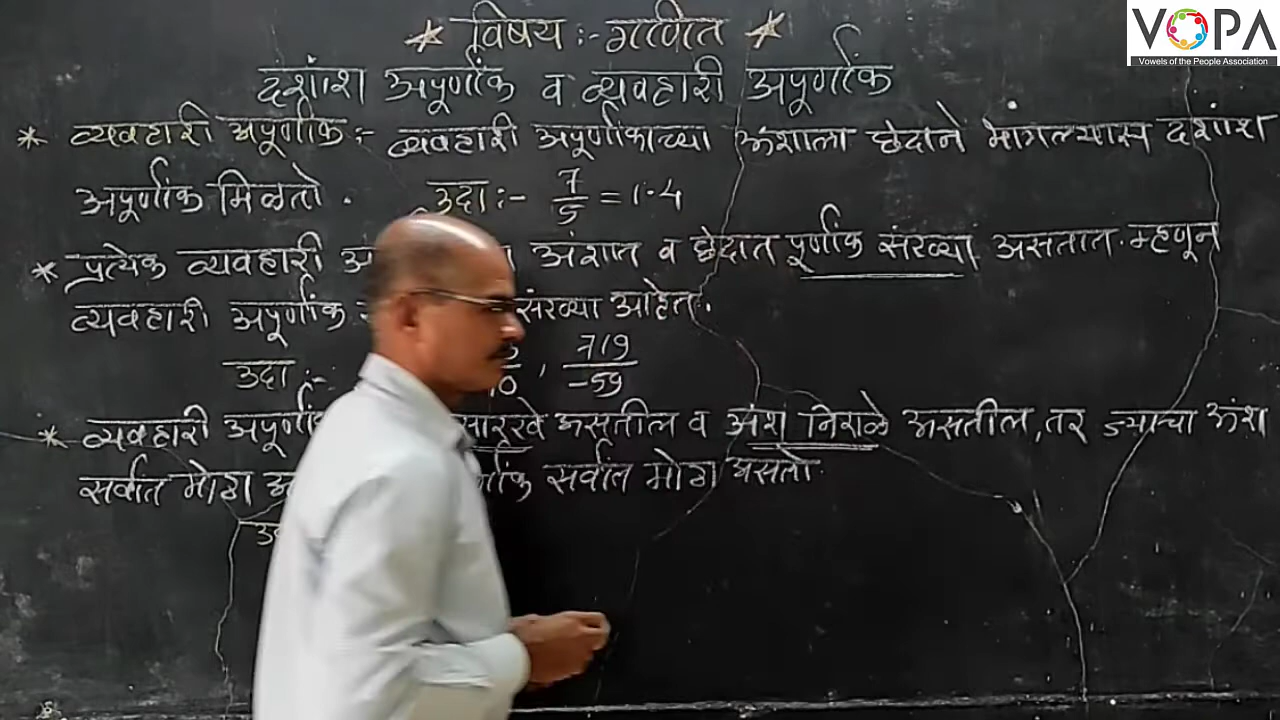 * विषय :- गणित *
VOPA
Vowels of the People Association
दशांश अपूर्णांक व व्यवहारी अपूर्णांक
* व्यवहारी अपूर्णांक :- व्यवहारी अपूर्णांकाच्या अंशाला छेदाने भागल्यास दशांश
अपूर्णांक मिळतो . उदा :- 7/5 = 1.4
* प्रत्येक व्यवहारी अंशात व छेदात पूर्णांक संख्या असतात. म्हणून
व्यवहारी अपूर्णांक संख्या आहेत.
उदा :- , 719/-59
* व्यवहारी सारखे असतील व अंश निराळे असतील, तर ज्याचा अंश
सर्वात मोठा सर्वात मोठा असतो